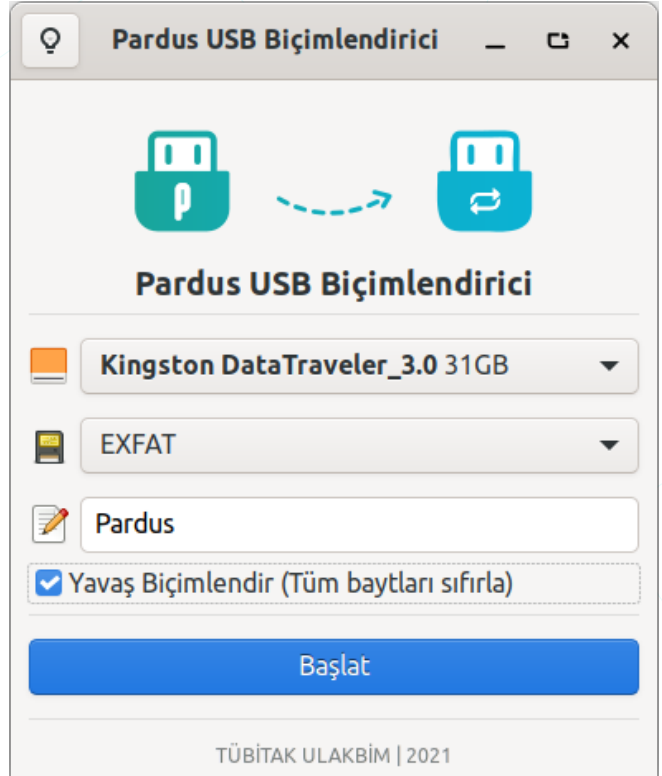 Pardus USB Biçimlendirici
Pardus USB Biçimlendirici
Kingston DataTraveler_3.0 31GB
EXFAT
Pardus
Yavaş Biçimlendir (Tüm baytları sıfırla)
Başlat
TÜBİTAK ULAKBİM | 2021